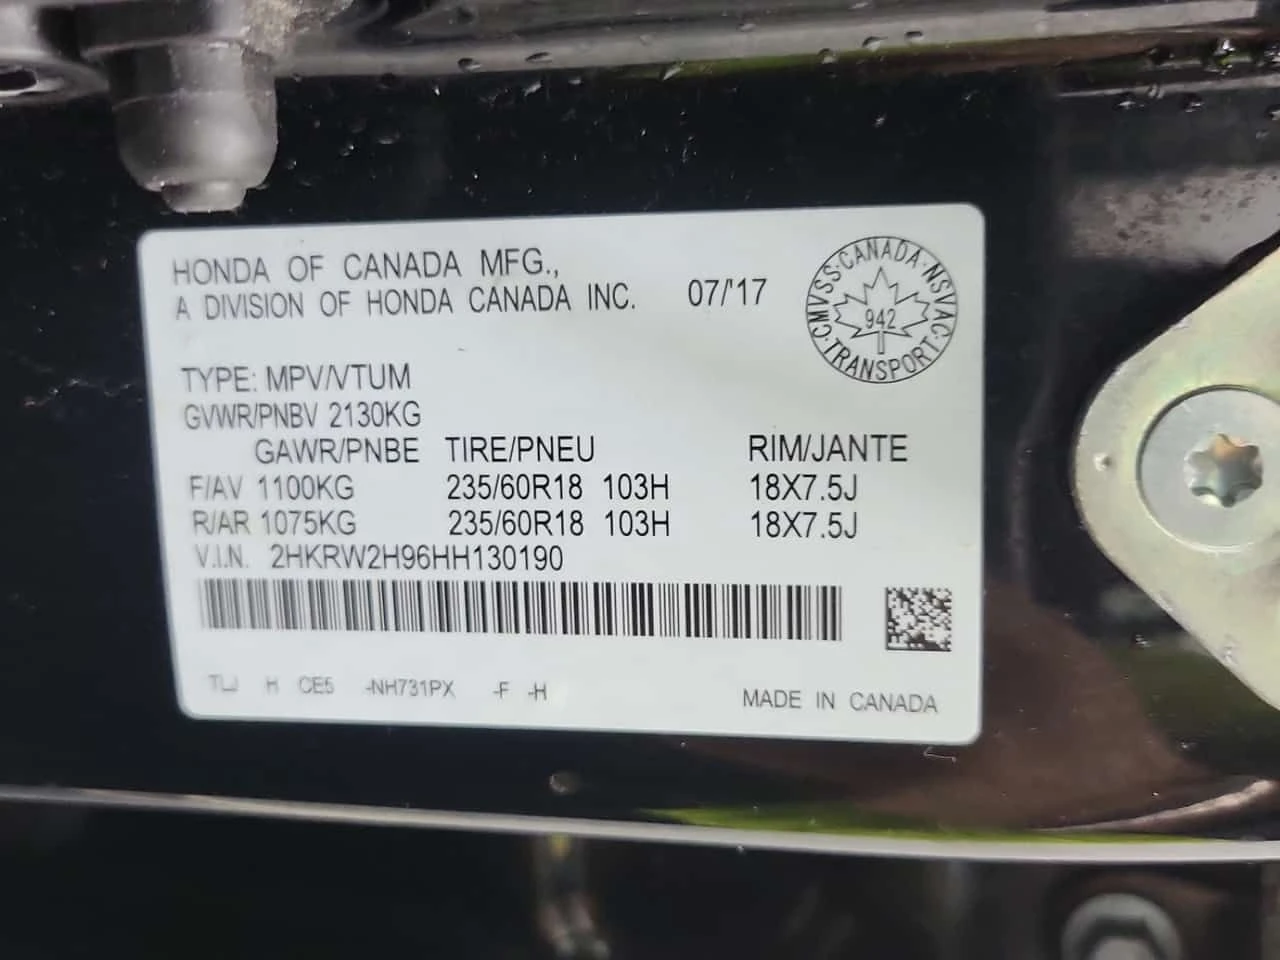 HONDA OF CANADA MFG.,
A DIVISION OF HONDA CANADA INC. 07/'17
CMVSS·CANADA·NSVAC·TRANSPORT·
942
TYPE: MPV/VTUM
GVWR/PNBV 2130KG
GAWR/PNBE TIRE/PNEU RIM/JANTE
F/AV 1100KG 235/60R18 103H 18X7.5J
R/AR 1075KG 235/60R18 103H 18X7.5J
V.I.N. 2HKRW2H96HH130190
TLJ H CE5 -NH731PX -F -H
MADE IN CANADA